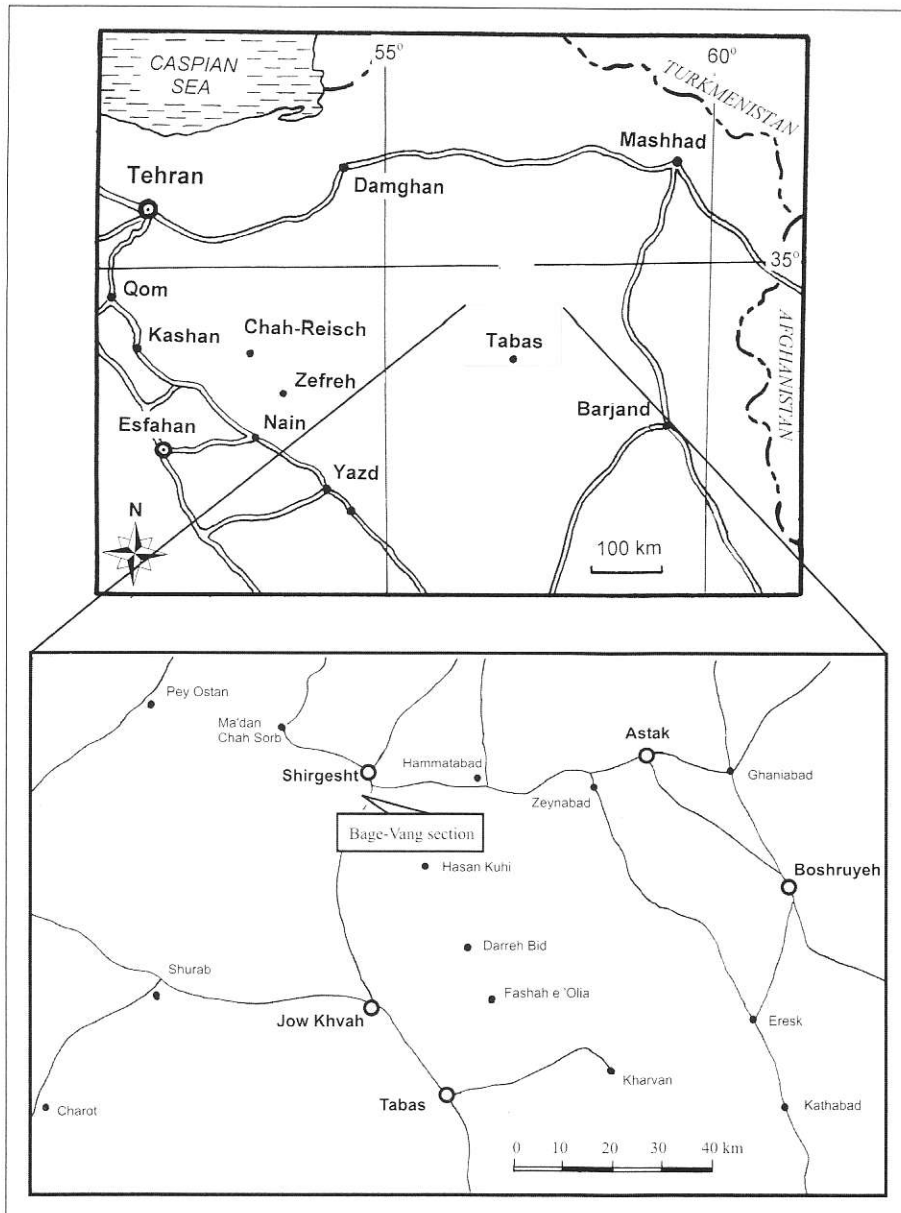 55°
60°
CASPIAN
SEA
TURKMENISTAN
Mashhad
Tehran
Damghan
35°
Qom
Kashan
Chah-Reisch
Tabas
AFGHANISTAN
Zefreh
Esfahan
Nain
Barjand
Yazd
N
100 km
Pey Ostan
Ma'dan
Chah Sorb
Astak
Shirgesht
Hammatabad
Ghaniabad
Zeynabad
Bage-Vang section
Hasan Kuhi
Boshruyeh
Darreh Bid
Shurab
Fashah e 'Olia
Jow Khvah
Eresk
Kharvan
Tabas
Charot
Kathabad
0 10 20 30 40 km